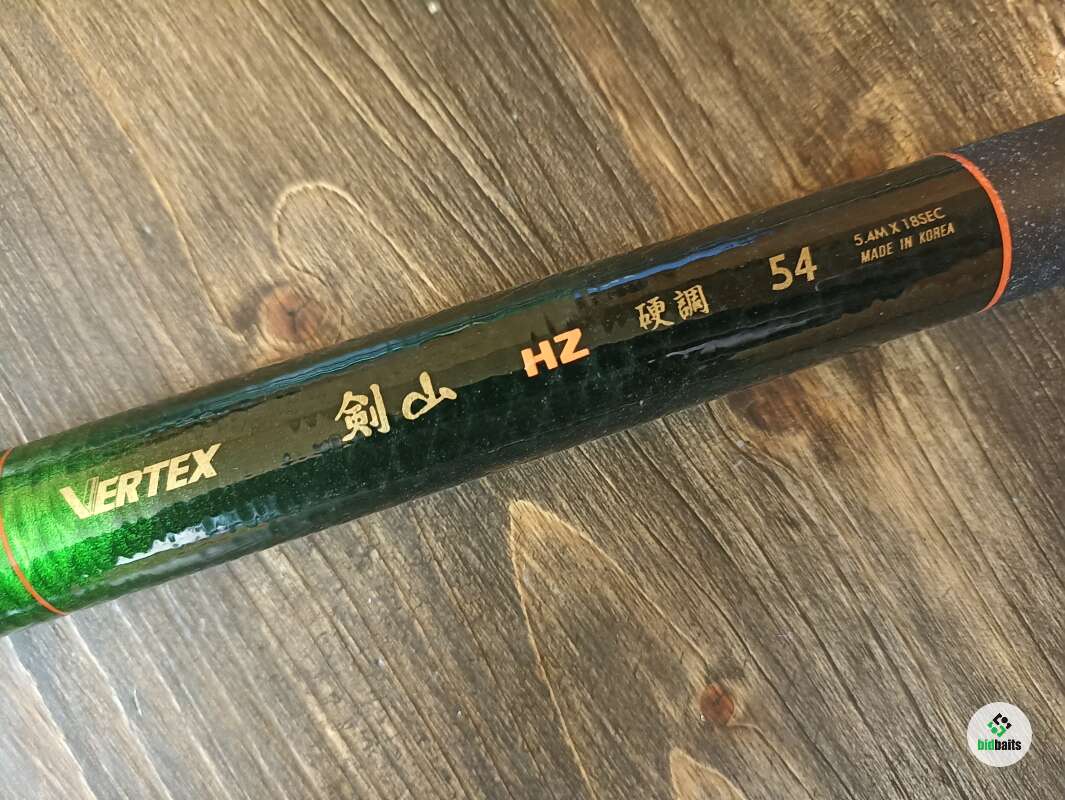 VERTEX 剣山 HZ 硬調 54
5.4M X 18SEC
MADE IN KOREA
bidbaits